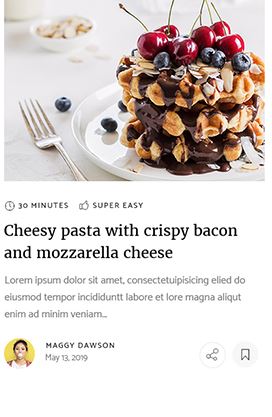 30 MINUTES SUPER EASY
Cheesy pasta with crispy bacon
and mozzarella cheese
Lorem ipsum dolor sit amet, consectetuipisicing elied do
eiusmod tempor incididuntt labore et lore magna aliqut
enim ad minim veniam...
MAGGY DAWSON
May 13, 2019